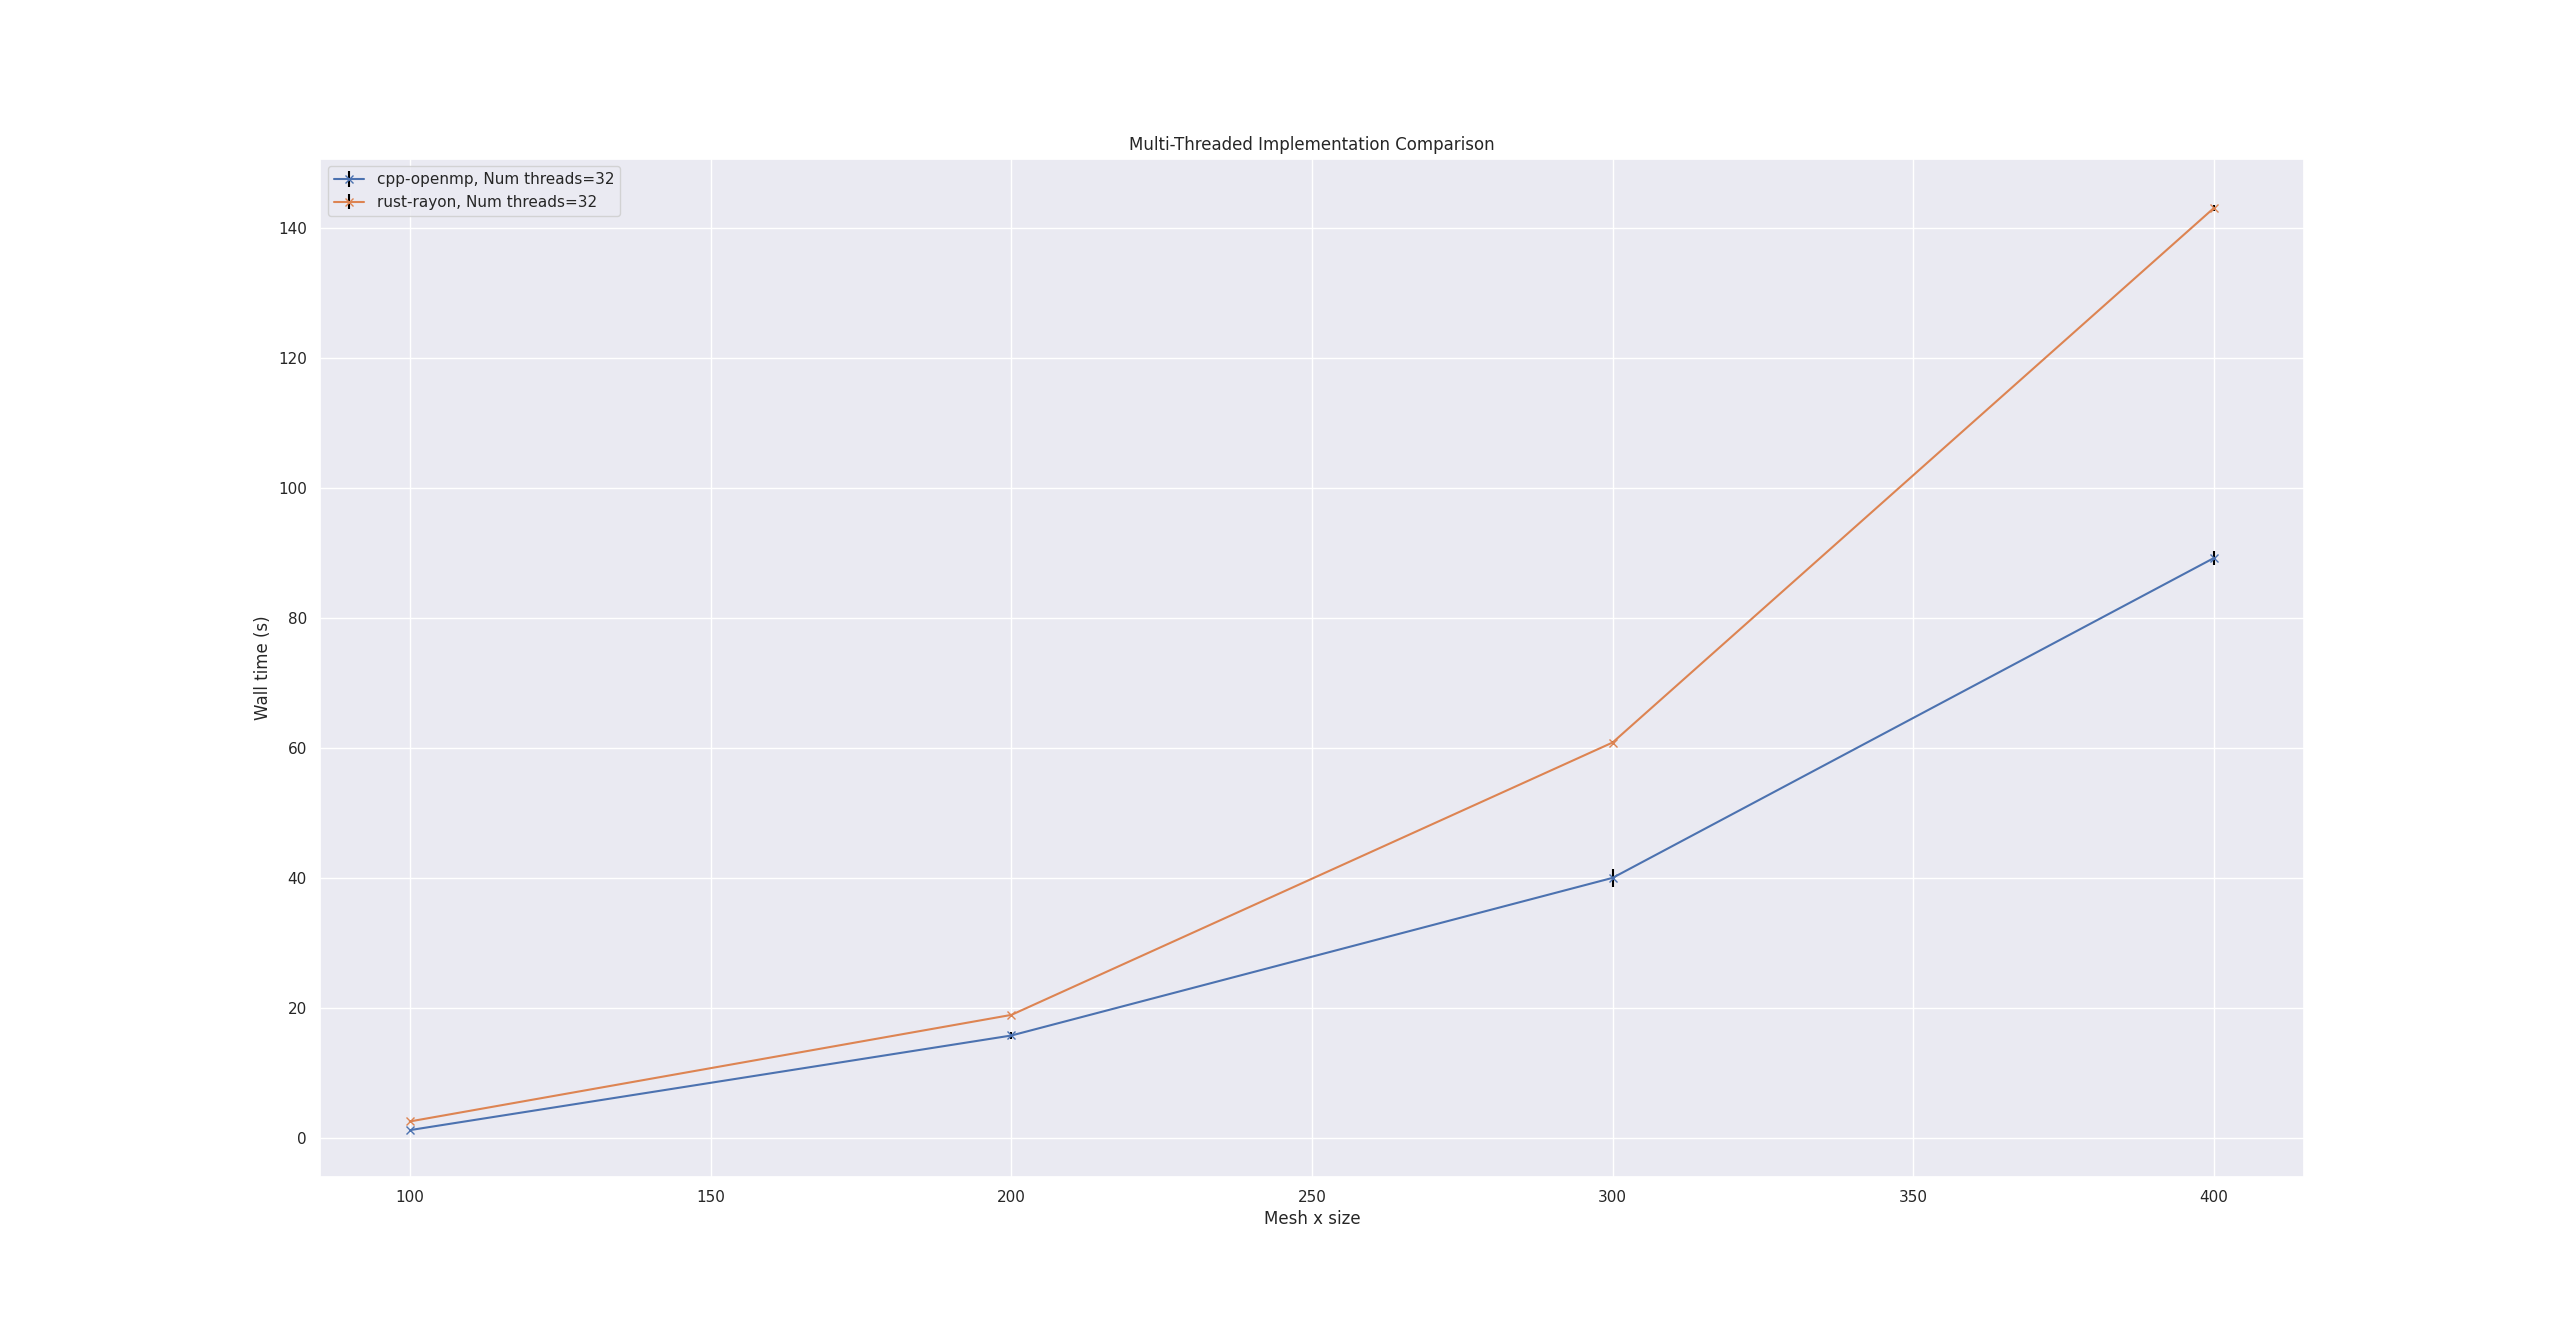 Multi-Threaded Implementation Comparison
cpp-openmp, Num threads=32
rust-rayon, Num threads=32
Wall time (s)
140
120
100
80
60
40
20
0
100 150 200 250 300 350 400
Mesh x size